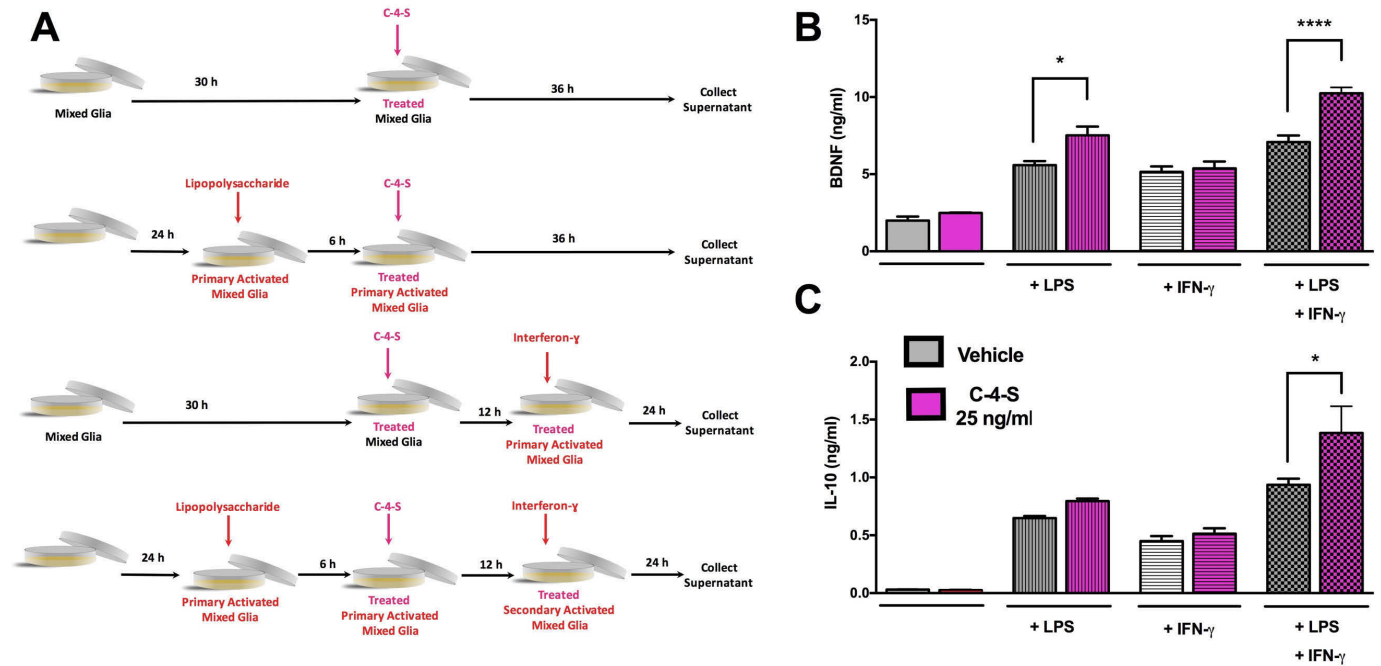 A
C-4-S
30 h
36 h
Mixed Glia
Treated
Mixed Glia
Collect
Supernatant
Lipopolysaccharide
C-4-S
24 h
6 h
36 h
Primary Activated
Mixed Glia
Treated
Primary Activated
Mixed Glia
Collect
Supernatant
C-4-S
Interferon-ɣ
30 h
12 h
24 h
Mixed Glia
Treated
Mixed Glia
Treated
Primary Activated
Mixed Glia
Collect
Supernatant
Lipopolysaccharide
C-4-S
Interferon-ɣ
24 h
6 h
12 h
24 h
Primary Activated
Mixed Glia
Treated
Primary Activated
Mixed Glia
Treated
Secondary Activated
Mixed Glia
Collect
Supernatant
B
BDNF (ng/ml)
15
10
5
0
*
****
+ LPS
+ IFN-γ
+ LPS
+ IFN-γ
C
IL-10 (ng/ml)
2.0
1.5
1.0
0.5
0.0
Vehicle
C-4-S
25 ng/ml
*
+ LPS
+ IFN-γ
+ LPS
+ IFN-γ